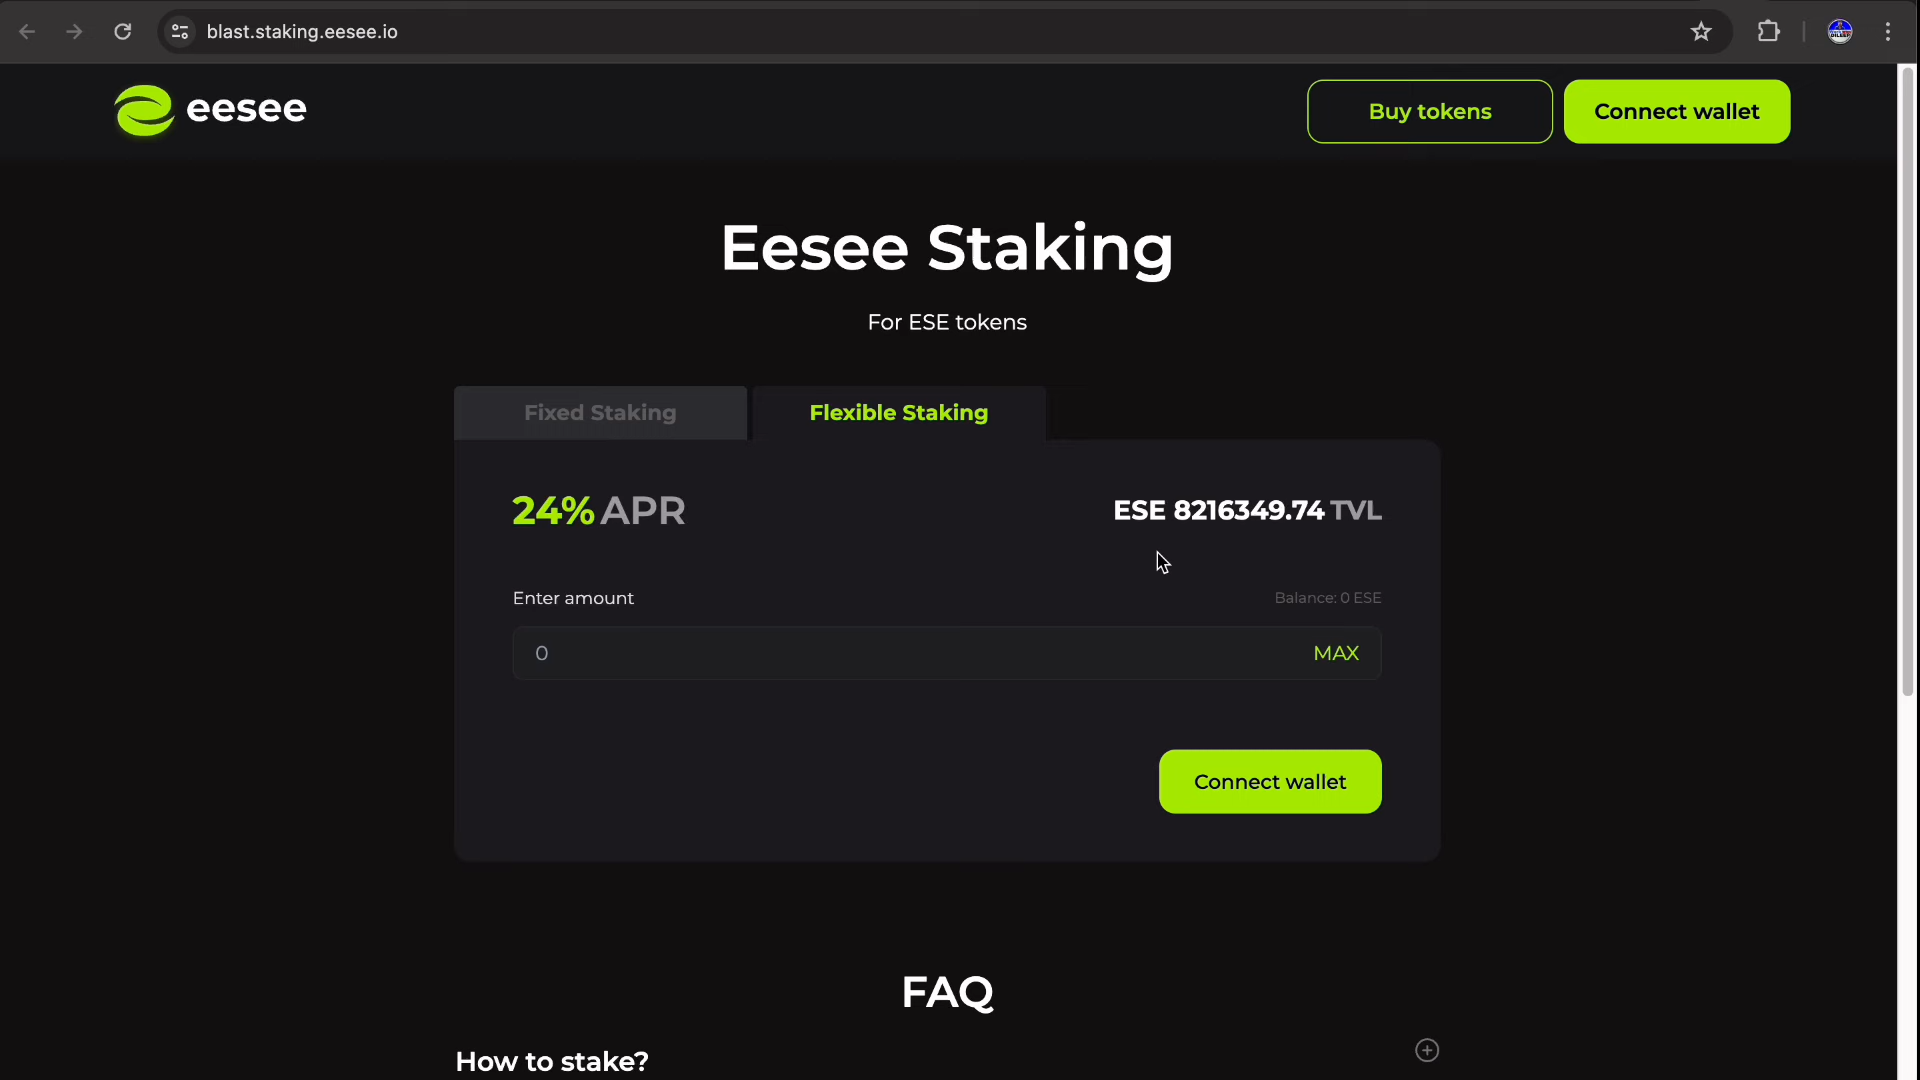 blast.staking.eesee.io
eesee
Buy tokens
Connect wallet
Eesee Staking
For ESE tokens
Fixed Staking
Flexible Staking
24% APR
ESE 8216349.74 TVL
Enter amount
Balance: 0 ESE
0
MAX
Connect wallet
FAQ
How to stake?